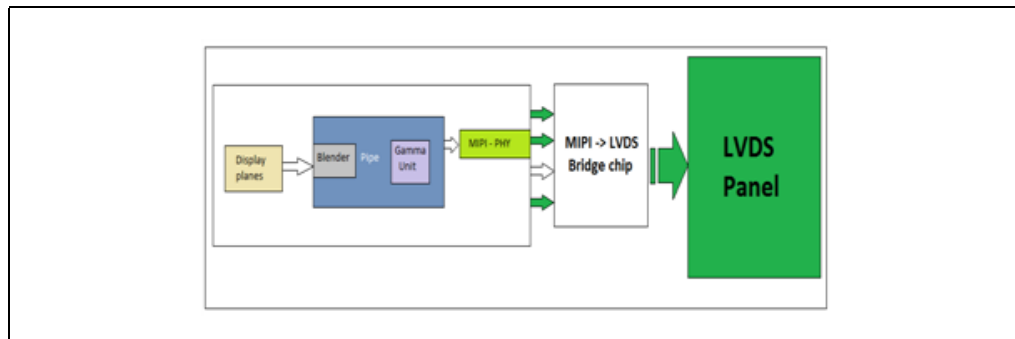 Display
planes
Blender
Pipe
Gamma
Unit
MIPI - PHY
MIPI -> LVDS
Bridge chip
LVDS
Panel